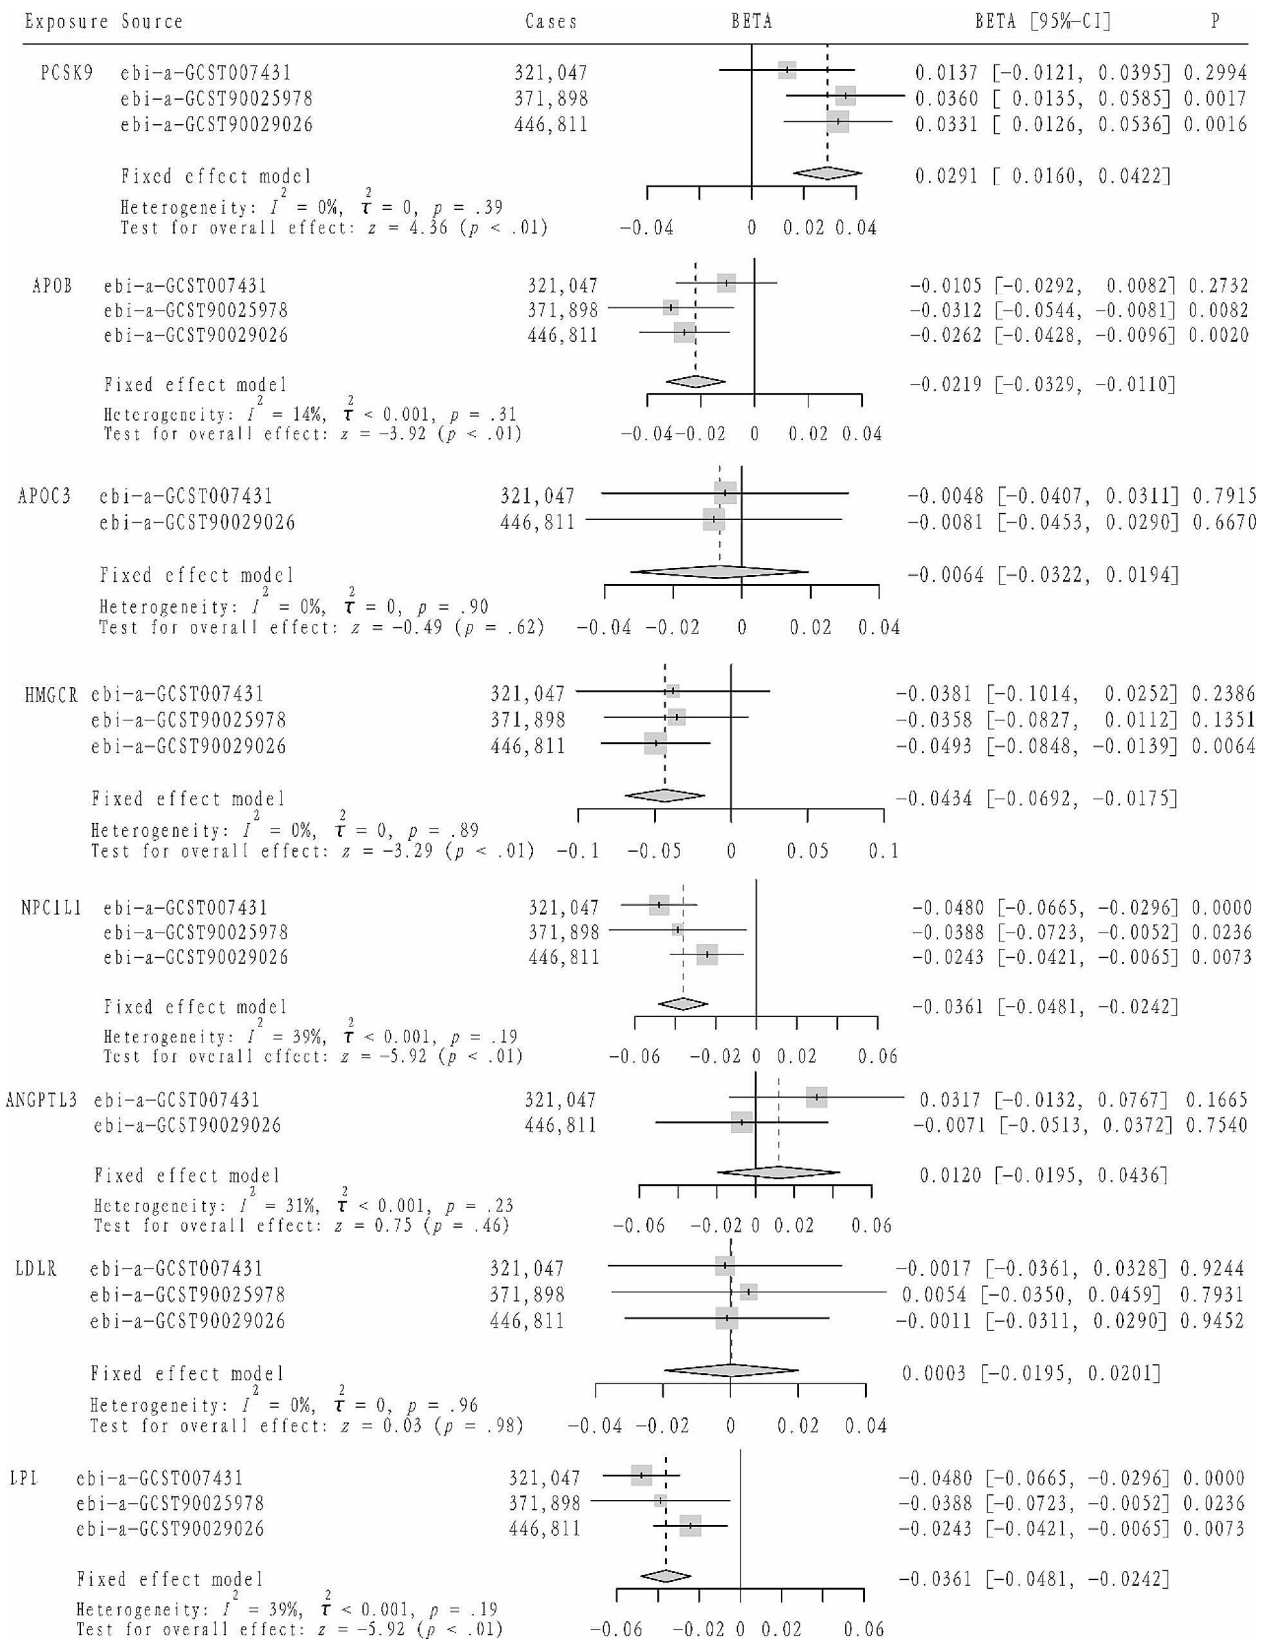 Exposure Source Cases BETA BETA [95%-CI] P
PCSK9 ebi-a-GCST007431 321,047 0.0137 [-0.0121, 0.0395] 0.2994
ebi-a-GCST90025978 371,898 0.0360 [ 0.0135, 0.0585] 0.0017
ebi-a-GCST90029026 446,811 0.0331 [ 0.0126, 0.0536] 0.0016
Fixed effect model 0.0291 [ 0.0160, 0.0422]
Heterogeneity: I² = 0%, τ² = 0, p = .39
Test for overall effect: z = 4.36 (p < .01) -0.04 0 0.02 0.04
APOB ebi-a-GCST007431 321,047 -0.0105 [-0.0292, 0.0082] 0.2732
ebi-a-GCST90025978 371,898 -0.0312 [-0.0544, -0.0081] 0.0082
ebi-a-GCST90029026 446,811 -0.0262 [-0.0428, -0.0096] 0.0020
Fixed effect model -0.0219 [-0.0329, -0.0110]
Heterogeneity: I² = 14%, τ² < 0.001, p = .31
Test for overall effect: z = -3.92 (p < .01) -0.04 -0.02 0 0.02 0.04
APOC3 ebi-a-GCST007431 321,047 -0.0048 [-0.0407, 0.0311] 0.7915
ebi-a-GCST90029026 446,811 -0.0081 [-0.0453, 0.0290] 0.6670
Fixed effect model -0.0064 [-0.0322, 0.0194]
Heterogeneity: I² = 0%, τ² = 0, p = .90
Test for overall effect: z = -0.49 (p = .62) -0.04 -0.02 0 0.02 0.04
HMGCR ebi-a-GCST007431 321,047 -0.0381 [-0.1014, 0.0252] 0.2386
ebi-a-GCST90025978 371,898 -0.0358 [-0.0827, 0.0112] 0.1351
ebi-a-GCST90029026 446,811 -0.0493 [-0.0848, -0.0139] 0.0064
Fixed effect model -0.0434 [-0.0692, -0.0175]
Heterogeneity: I² = 0%, τ² = 0, p = .89
Test for overall effect: z = -3.29 (p < .01) -0.1 -0.05 0 0.05 0.1
NPC1L1 ebi-a-GCST007431 321,047 -0.0480 [-0.0665, -0.0296] 0.0000
ebi-a-GCST90025978 371,898 -0.0388 [-0.0723, -0.0052] 0.0236
ebi-a-GCST90029026 446,811 -0.0243 [-0.0421, -0.0065] 0.0073
Fixed effect model -0.0361 [-0.0481, -0.0242]
Heterogeneity: I² = 39%, τ² < 0.001, p = .19
Test for overall effect: z = -5.92 (p < .01) -0.06 -0.02 0 0.02 0.06
ANGPTL3 ebi-a-GCST007431 321,047 0.0317 [-0.0132, 0.0767] 0.1665
ebi-a-GCST90029026 446,811 -0.0071 [-0.0513, 0.0372] 0.7540
Fixed effect model 0.0120 [-0.0195, 0.0436]
Heterogeneity: I² = 31%, τ² < 0.001, p = .23
Test for overall effect: z = 0.75 (p = .46) -0.06 -0.02 0 0.02 0.06
LDLR ebi-a-GCST007431 321,047 -0.0017 [-0.0361, 0.0328] 0.9244
ebi-a-GCST90025978 371,898 0.0054 [-0.0350, 0.0459] 0.7931
ebi-a-GCST90029026 446,811 -0.0011 [-0.0311, 0.0290] 0.9452
Fixed effect model 0.0003 [-0.0195, 0.0201]
Heterogeneity: I² = 0%, τ² = 0, p = .96
Test for overall effect: z = 0.03 (p = .98) -0.04 -0.02 0 0.02 0.04
LPL ebi-a-GCST007431 321,047 -0.0480 [-0.0665, -0.0296] 0.0000
ebi-a-GCST90025978 371,898 -0.0388 [-0.0723, -0.0052] 0.0236
ebi-a-GCST90029026 446,811 -0.0243 [-0.0421, -0.0065] 0.0073
Fixed effect model -0.0361 [-0.0481, -0.0242]
Heterogeneity: I² = 39%, τ² < 0.001, p = .19
Test for overall effect: z = -5.92 (p < .01) -0.06 -0.02 0 0.02 0.06